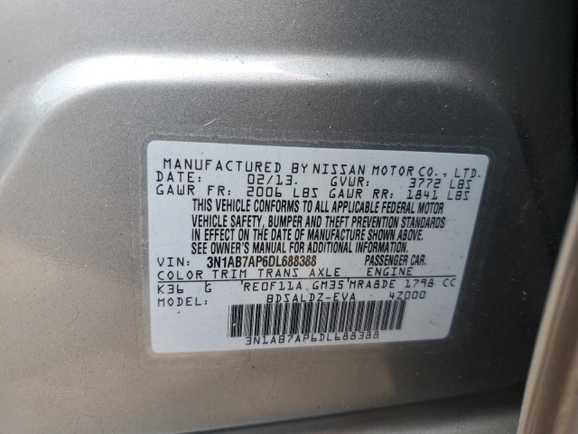 MANUFACTURED BY NISSAN MOTOR CO., LTD.
DATE: 02/13. GVWR: 3772 LBS
GAWR FR: 2006 LBS GAWR RR: 1841 LBS
THIS VEHICLE CONFORMS TO ALL APPLICABLE FEDERAL MOTOR
VEHICLE SAFETY, BUMPER AND THEFT PREVENTION STANDARDS
IN EFFECT ON THE DATE OF MANUFACTURE SHOWN ABOVE.
SEE OWNER'S MANUAL FOR ADDITIONAL INFORMATION.
VIN: 3N1AB7AP6DL688388 PASSENGER CAR.
COLOR TRIM TRANS AXLE ENGINE
K36 G RE0F11A GM35 MRA8DE 1798 CC
MODEL: BDSALDZ-EVA 4Z000
3N1AB7AP6DL688388